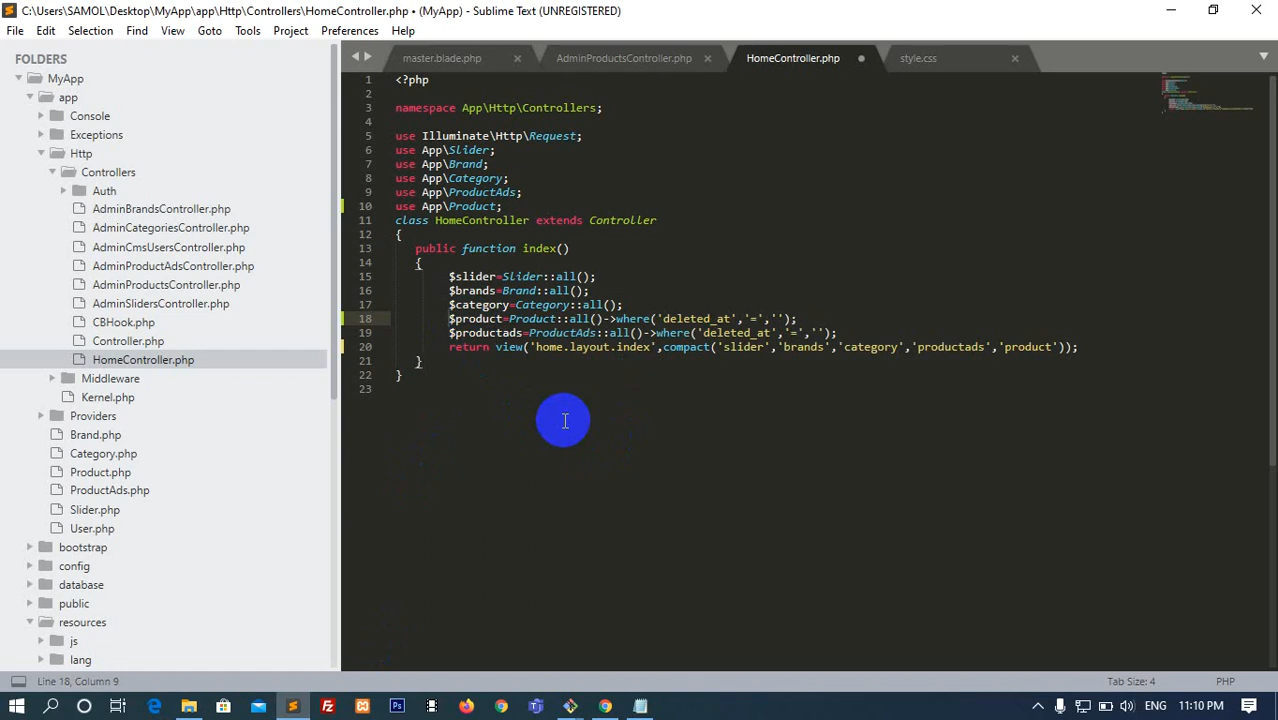 C:\Users\SAMOL\Desktop\MyApp\app\Http\Controllers\HomeController.php • (MyApp) - Sublime Text (UNREGISTERED)
File Edit Selection Find View Goto Tools Project Preferences Help
FOLDERS
MyApp
app
Console
Exceptions
Http
Controllers
Auth
AdminBrandsController.php
AdminCategoriesController.php
AdminCmsUsersController.php
AdminProductAdsController.php
AdminProductsController.php
AdminSlidersController.php
CBHook.php
Controller.php
HomeController.php
Middleware
Kernel.php
Providers
Brand.php
Category.php
Product.php
ProductAds.php
Slider.php
User.php
bootstrap
config
database
public
resources
js
lang
master.blade.php AdminProductsController.php HomeController.php style.css
1 <?php
2
3 namespace App\Http\Controllers;
4
5 use Illuminate\Http\Request;
6 use App\Slider;
7 use App\Brand;
8 use App\Category;
9 use App\ProductAds;
10 use App\Product;
11 class HomeController extends Controller
12 {
13 public function index()
14 {
15 $slider=Slider::all();
16 $brands=Brand::all();
17 $category=Category::all();
18 $product=Product::all()->where('deleted_at','=','');
19 $productads=ProductAds::all()->where('deleted_at','=','');
20 return view('home.layout.index',compact('slider','brands','category','productads','product'));
21 }
22 }
23
Line 18, Column 9 Tab Size: 4 PHP
ENG 11:10 PM